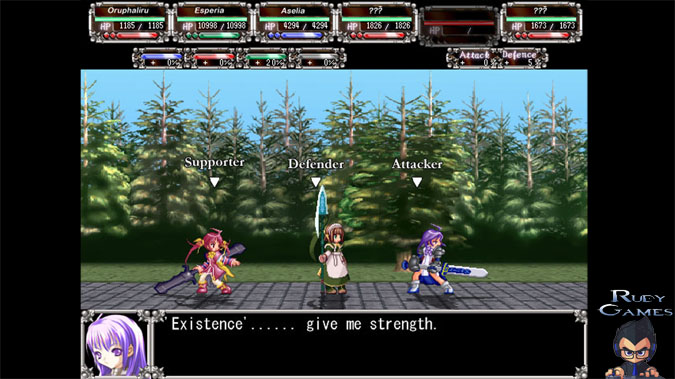 Oruphaliru Esperia Aselia ??? ???
HP 1185 / 1185 HP 10998 / 10998 HP 4294 / 4294 HP 1826 / 1826 HP / HP 1673 / 1673
+ 0% + 0% + 20% + 0% Attack + 0 Defence + 5
Supporter Defender Attacker
'Existence'...... give me strength.
Ruey
Games